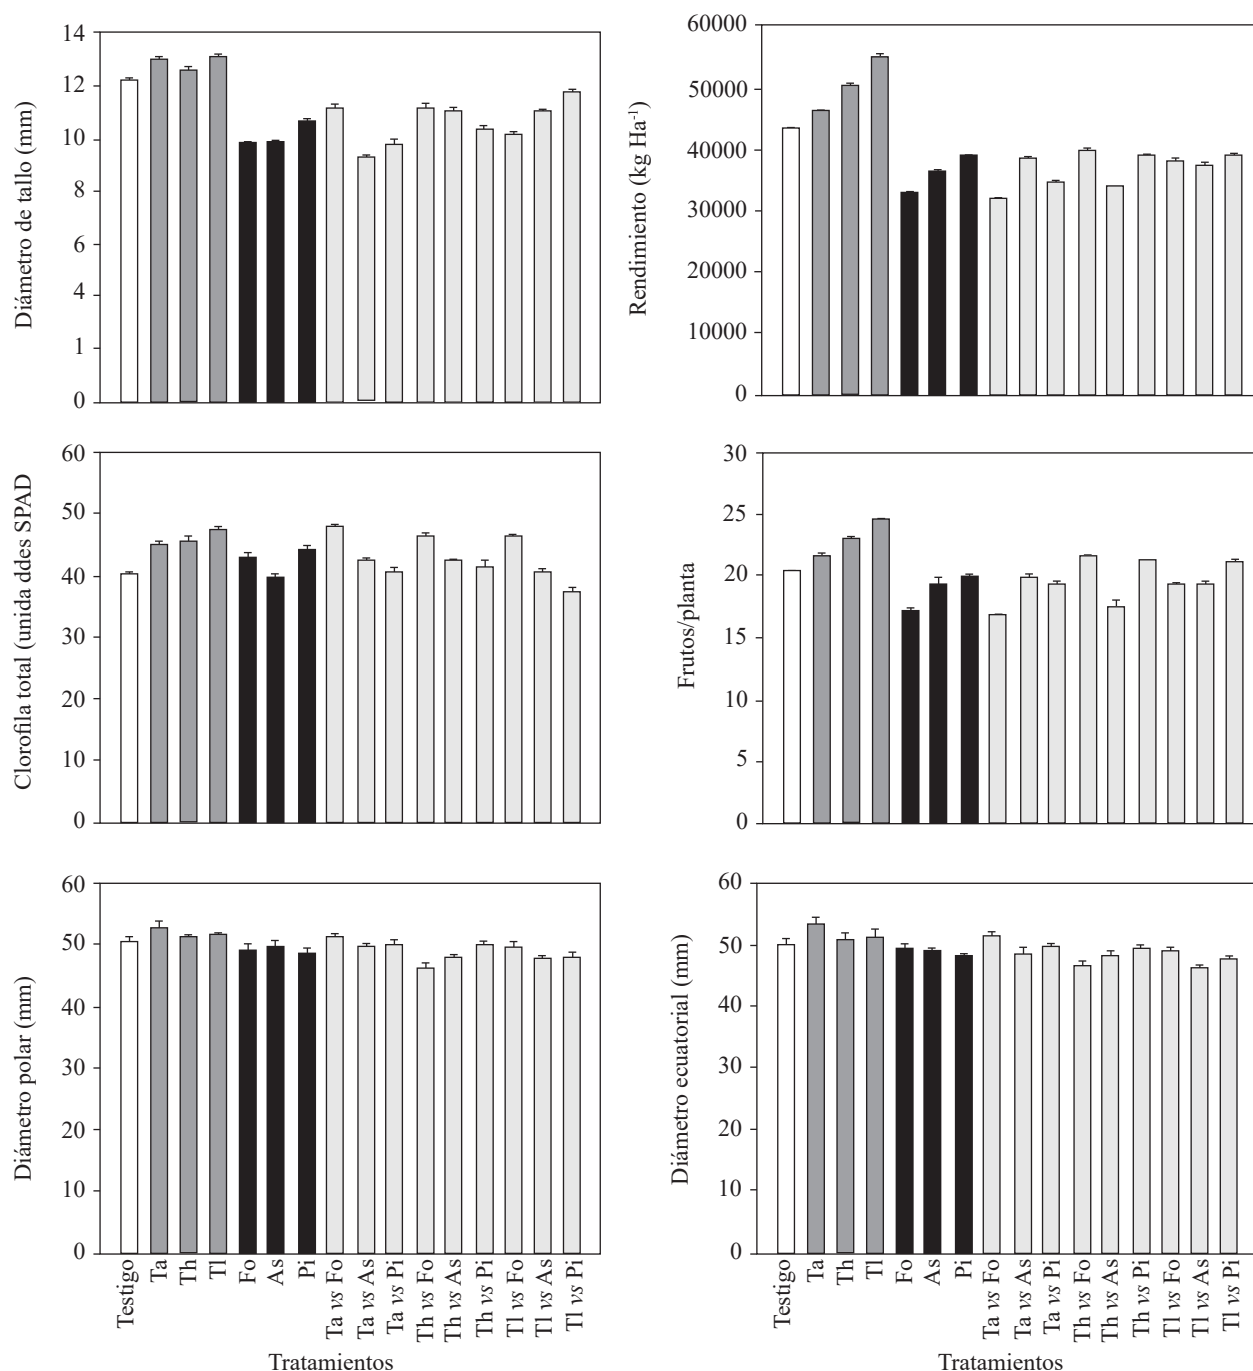 Diámetro de tallo (mm)
14
12
10
8
6
4
1
0
Rendimiento (kg Ha-1)
60000
50000
40000
30000
20000
10000
0
Clorofila total (unida ddes SPAD
60
50
40
30
20
10
0
Frutos/planta
30
25
20
15
10
5
0
Diámetro polar (mm)
60
50
40
30
20
10
0
Testigo
Ta
Th
Tl
Fo
As
Pi
Ta vs Fo
Ta vs As
Ta vs Pi
Th vs Fo
Th vs As
Th vs Pi
Tl vs Fo
Tl vs As
Tl vs Pi
Tratamientos
Diámetro ecuatorial (mm)
60
50
40
30
20
10
0
Testigo
Ta
Th
Tl
Fo
As
Pi
Ta vs Fo
Ta vs As
Ta vs Pi
Th vs Fo
Th vs As
Th vs Pi
Tl vs Fo
Tl vs As
Tl vs Pi
Tratamientos